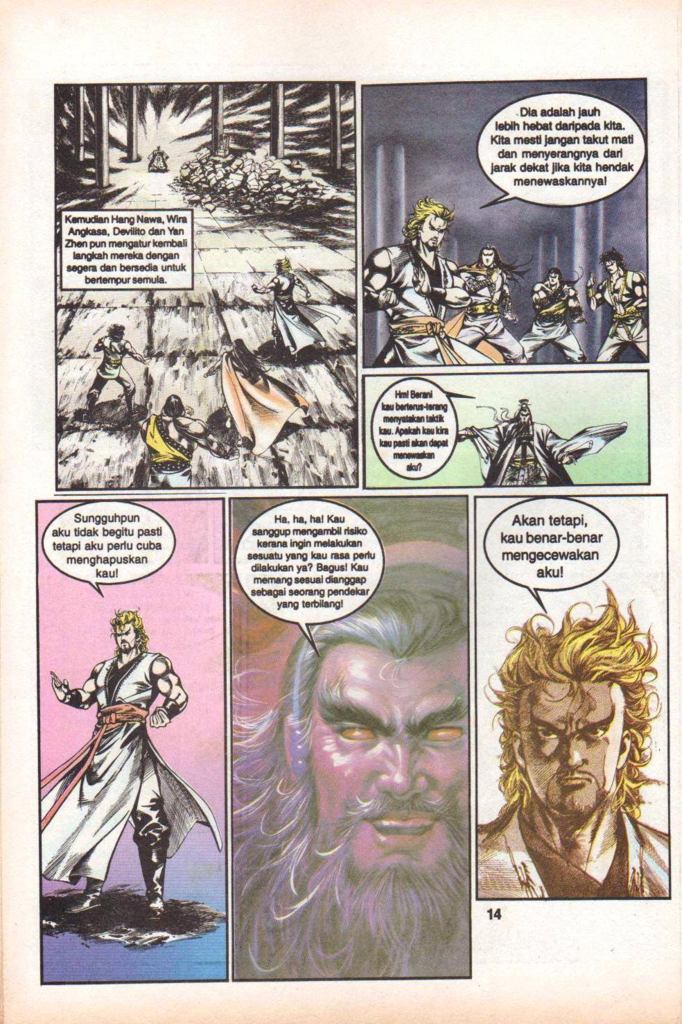 Kemudian Hang Nawa, Wira
Angkasa, Devilito dan Yan
Zhen pun mengatur kembali
langkah mereka dengan
segera dan bersedia untuk
bertempur semula.
Dia adalah jauh
lebih hebat daripada kita.
Kita mesti jangan takut mati
dan menyerangnya dari
jarak dekat jika kita hendak
menewaskannya!
Hm! Berani
kau berterus-terang
menyatakan taktik
kau. Apakah kau kira
kau pasti akan dapat
menewaskan
aku?
Sungguhpun
aku tidak begitu pasti
tetapi aku perlu cuba
menghapuskan
kau!
Ha, ha, ha! Kau
sanggup mengambil risiko
kerana ingin melakukan
sesuatu yang kau rasa perlu
dilakukan ya? Bagus! Kau
memang sesuai dianggap
sebagai seorang pendekar
yang terbilang!
Akan tetapi,
kau benar-benar
mengecewakan
aku!
14